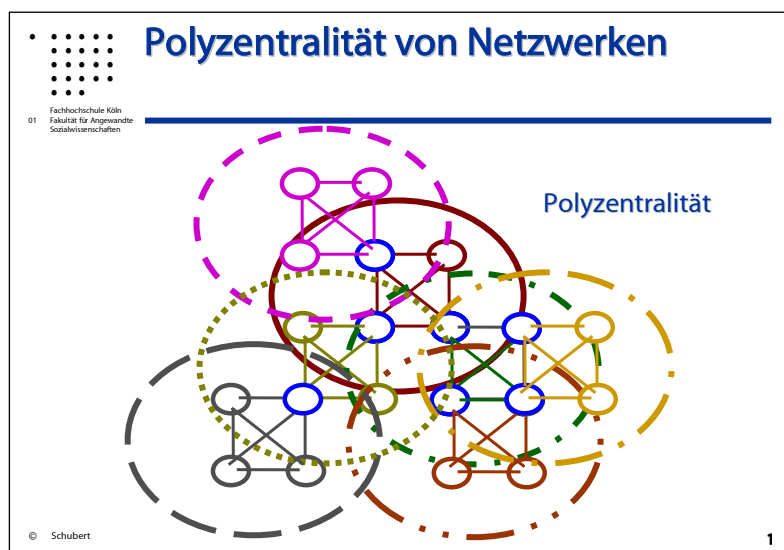 Polyzentralität von Netzwerken
Fachhochschule Köln
01 Fakultät für Angewandte
Sozialwissenschaften
Polyzentralität
© Schubert
1